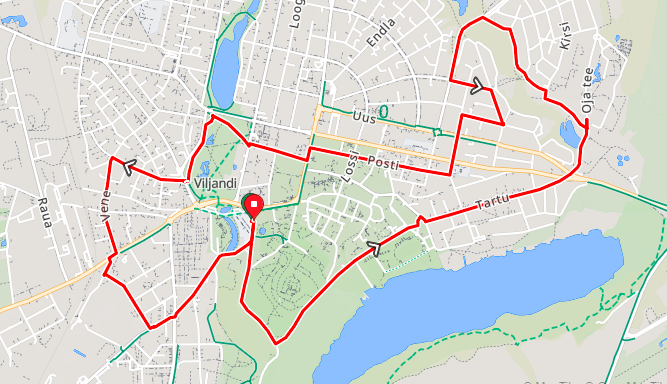 Loog
Endla
Kirsi
Oja tee
Uus
Lossi
Posti
Viljandi
Vene
Raua
Tartu